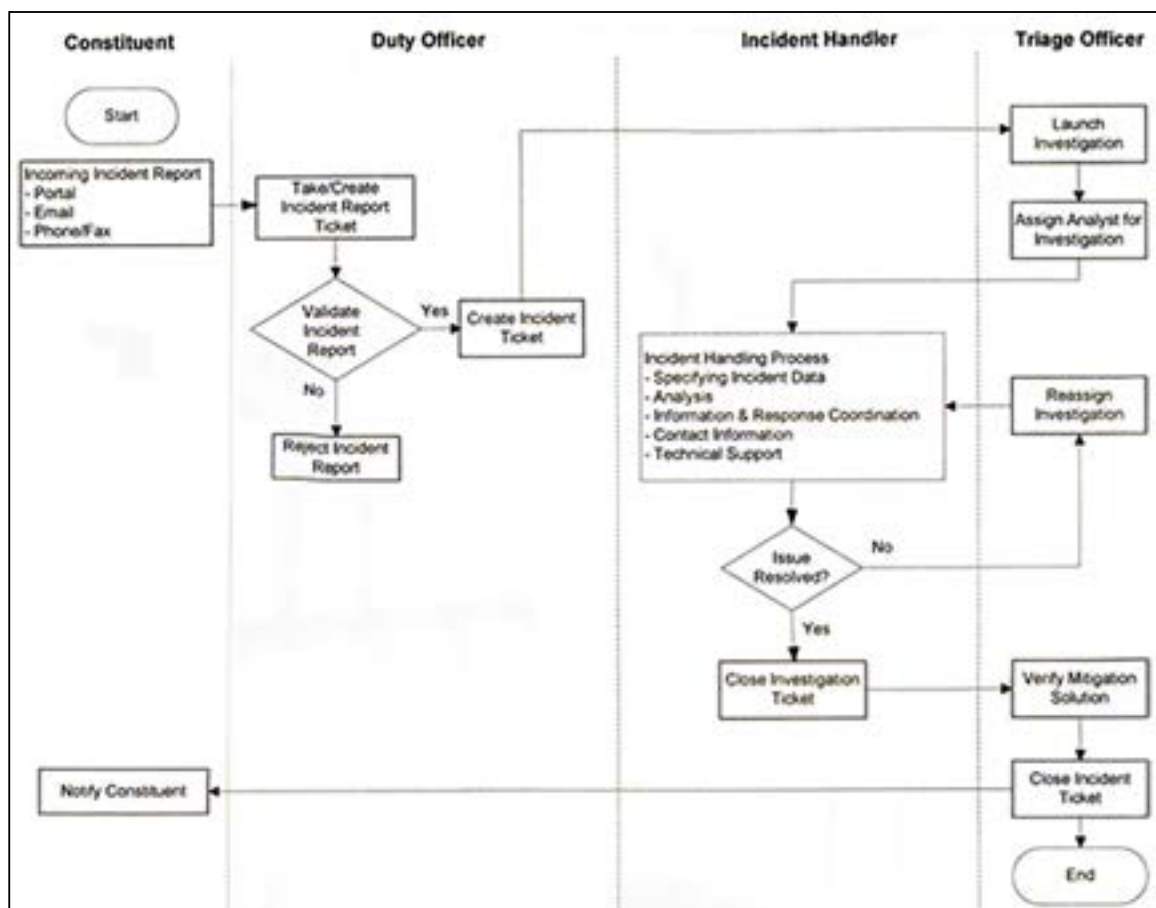 Constituent
Duty Officer
Incident Handler
Triage Officer
Start
Launch
Investigation
Incoming Incident Report
- Portal
- Email
- Phone/Fax
Take/Create
Incident Report
Ticket
Assign Analyst for
Investigation
Validate
Incident
Report
Yes
Create Incident
Ticket
No
Reject Incident
Report
Incident Handling Process
- Specifying Incident Data
- Analysis
- Information & Response Coordination
- Contact Information
- Technical Support
Reassign
Investigation
Issue
Resolved?
No
Yes
Close Investigation
Ticket
Verify Mitigation
Solution
Notify Constituent
Close Incident
Ticket
End